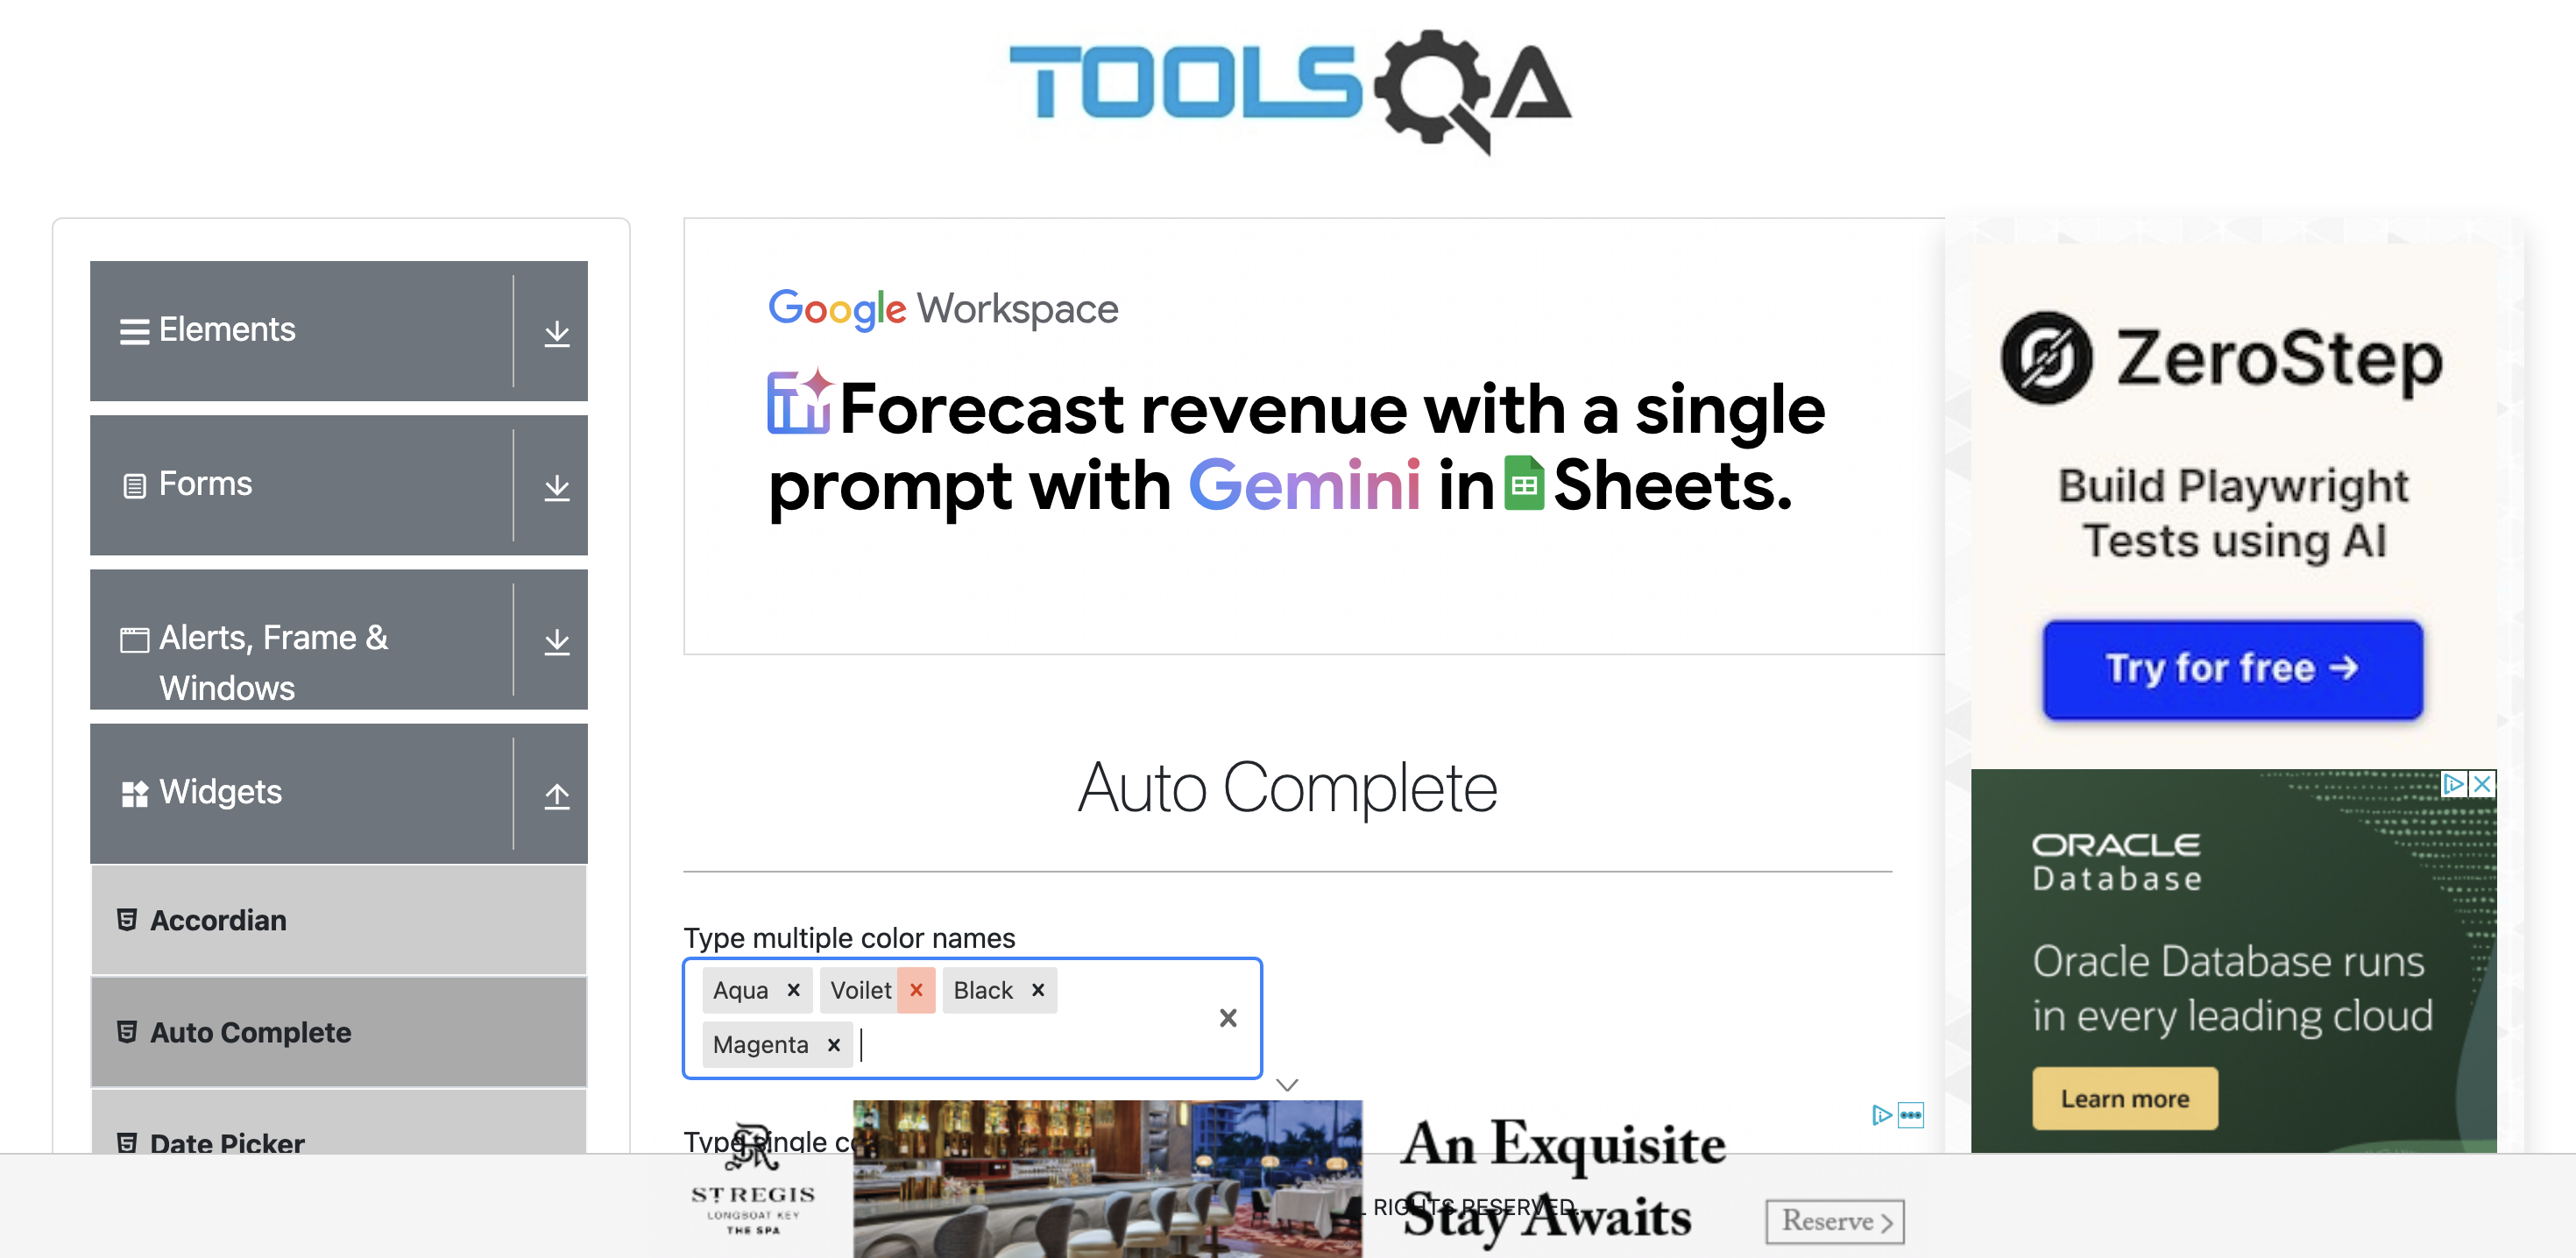 TOOLSQA
Elements
Forms
Alerts, Frame &
Windows
Widgets
Accordian
Auto Complete
Date Picker
Google Workspace
Forecast revenue with a single
prompt with Gemini in Sheets.
Auto Complete
Type multiple color names
Aqua Voilet Black
Magenta
Type single
ZeroStep
Build Playwright
Tests using AI
Try for free →
ORACLE
Database
Oracle Database runs
in every leading cloud
Learn more
ST REGIS
LONGBOAT KEY
THE SPA
An Exquisite
Stay Awaits
RIGHTS RESERVED.
Reserve >